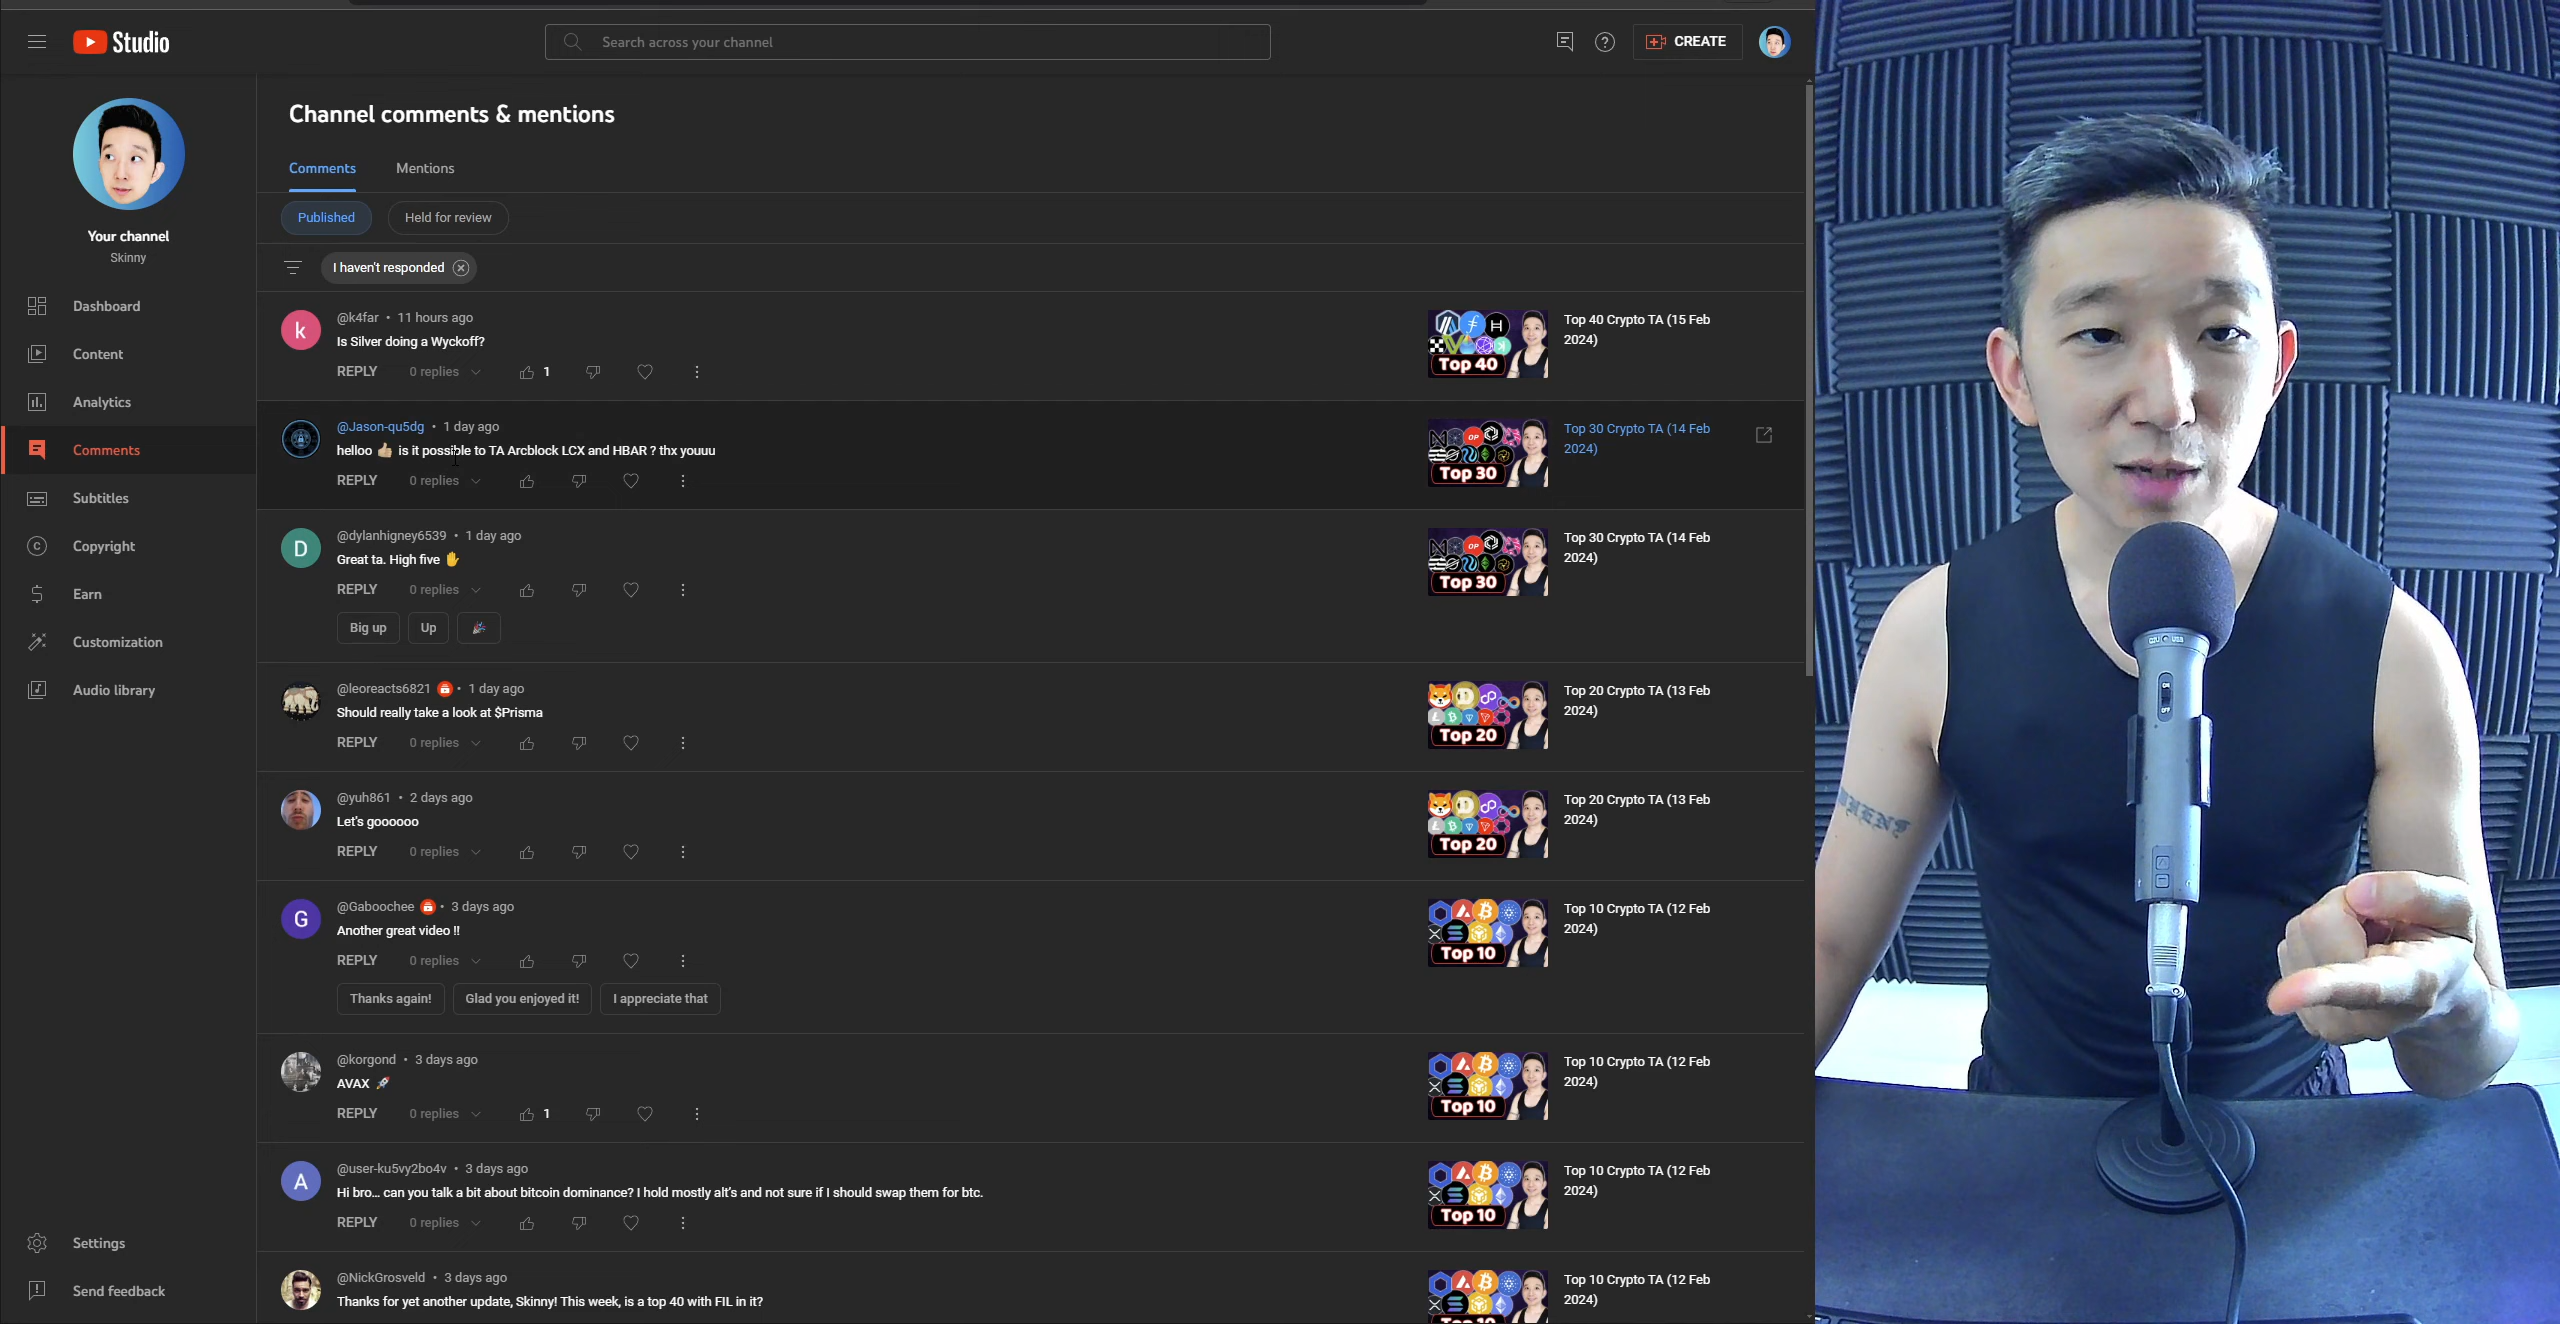 Studio
Search across your channel
CREATE
Your channel
Skinny
Dashboard
Content
Analytics
Comments
Subtitles
Copyright
Earn
Customization
Audio library
Settings
Send feedback
Channel comments & mentions
Comments
Mentions
Published
Held for review
I haven't responded
@k4far • 11 hours ago
Is Silver doing a Wyckoff?
REPLY
0 replies
1
Top 40
Top 40 Crypto TA (15 Feb
2024)
@Jason-qu5dg • 1 day ago
helloo 👍🏼 is it possible to TA Arcblock LCX and HBAR ? thx youuu
REPLY
0 replies
OP
Top 30
Top 30 Crypto TA (14 Feb
2024)
@dylanhigney6539 • 1 day ago
Great ta. High five ✋
REPLY
0 replies
Big up
Up
🎉
OP
Top 30
Top 30 Crypto TA (14 Feb
2024)
@leoreacts6821 • 1 day ago
Should really take a look at $Prisma
REPLY
0 replies
Top 20
Top 20 Crypto TA (13 Feb
2024)
@yuh861 • 2 days ago
Let's goooooo
REPLY
0 replies
Top 20
Top 20 Crypto TA (13 Feb
2024)
G
@Gaboochee • 3 days ago
Another great video !!
REPLY
0 replies
Thanks again!
Glad you enjoyed it!
I appreciate that
Top 10
Top 10 Crypto TA (12 Feb
2024)
@korgond • 3 days ago
AVAX 🚀
REPLY
0 replies
1
Top 10
Top 10 Crypto TA (12 Feb
2024)
A
@user-ku5vy2bo4v • 3 days ago
Hi bro... can you talk a bit about bitcoin dominance? I hold mostly alt's and not sure if I should swap them for btc.
REPLY
0 replies
Top 10
Top 10 Crypto TA (12 Feb
2024)
@NickGrosveld • 3 days ago
Thanks for yet another update, Skinny! This week, is a top 40 with FIL in it?
Top 10
Top 10 Crypto TA (12 Feb
2024)
k
D
ON
OFF